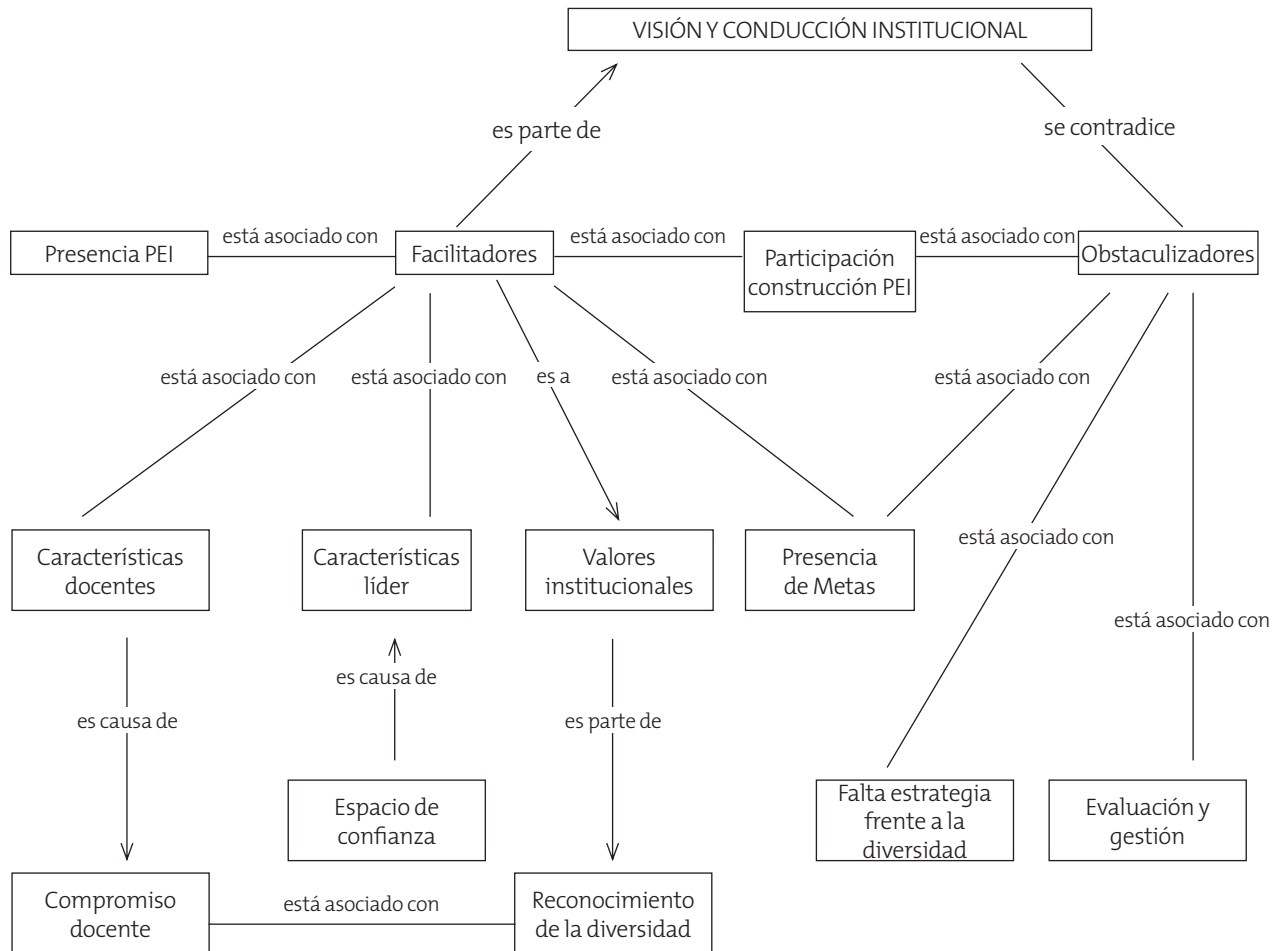 VISIÓN Y CONDUCCIÓN INSTITUCIONAL
es parte de
se contradice
Presencia PEI
está asociado con
Facilitadores
está asociado con
Participación
construcción PEI
está asociado con
Obstaculizadores
está asociado con
está asociado con
es a
está asociado con
está asociado con
Características
docentes
Características
líder
Valores
institucionales
Presencia
de Metas
está asociado con
está asociado con
es causa de
es causa de
es parte de
Espacio de
confianza
Falta estrategia
frente a la
diversidad
Evaluación y
gestión
Compromiso
docente
está asociado con
Reconocimiento
de la diversidad